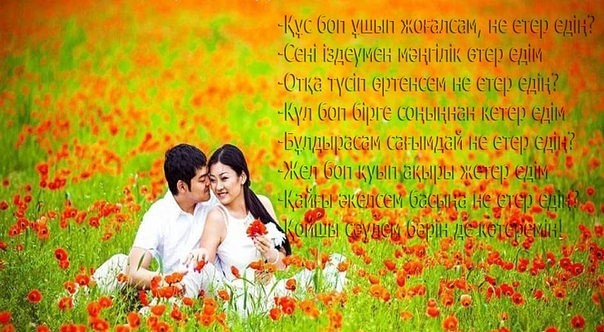 -Құс боп ұшып жоғалсам, не етер едің?
-Сені іздеумен мәңгілік өтер едім
-Отқа түсіп өртенсем не етер едің?
-Күл боп бірге соңыңнан кетер едім
-Бұлдырасам сағымдай не етер едің?
-Жел боп қуып ақыры жетер едім
-Қайғы әкелсем басыңа не етер едің?
-Қойшы сәулем бәрін де көтеремін!